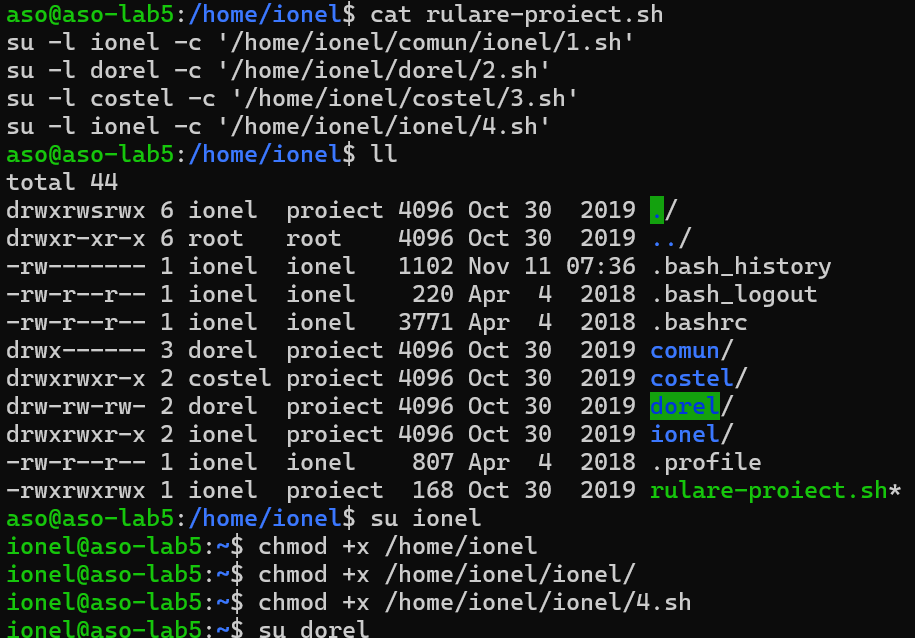 aso@aso-lab5:/home/ionel$ cat rulare-proiect.sh
su -l ionel -c '/home/ionel/comun/ionel/1.sh'
su -l dorel -c '/home/ionel/dorel/2.sh'
su -l costel -c '/home/ionel/costel/3.sh'
su -l ionel -c '/home/ionel/ionel/4.sh'
aso@aso-lab5:/home/ionel$ ll
total 44
drwxrwsrwx 6 ionel  proiect 4096 Oct 30  2019 ./
drwxr-xr-x 6 root   root    4096 Oct 30  2019 ../
-rw------- 1 ionel  ionel   1102 Nov 11 07:36 .bash_history
-rw-r--r-- 1 ionel  ionel    220 Apr  4  2018 .bash_logout
-rw-r--r-- 1 ionel  ionel   3771 Apr  4  2018 .bashrc
drwx------ 3 dorel  proiect 4096 Oct 30  2019 comun/
drwxrwxr-x 2 costel proiect 4096 Oct 30  2019 costel/
drw-rw-rw- 2 dorel  proiect 4096 Oct 30  2019 dorel/
drwxrwxr-x 2 ionel  proiect 4096 Oct 30  2019 ionel/
-rw-r--r-- 1 ionel  ionel    807 Apr  4  2018 .profile
-rwxrwxrwx 1 ionel  proiect  168 Oct 30  2019 rulare-proiect.sh*
aso@aso-lab5:/home/ionel$ su ionel
ionel@aso-lab5:~$ chmod +x /home/ionel
ionel@aso-lab5:~$ chmod +x /home/ionel/ionel/
ionel@aso-lab5:~$ chmod +x /home/ionel/ionel/4.sh
ionel@aso-lab5:~$ su dorel